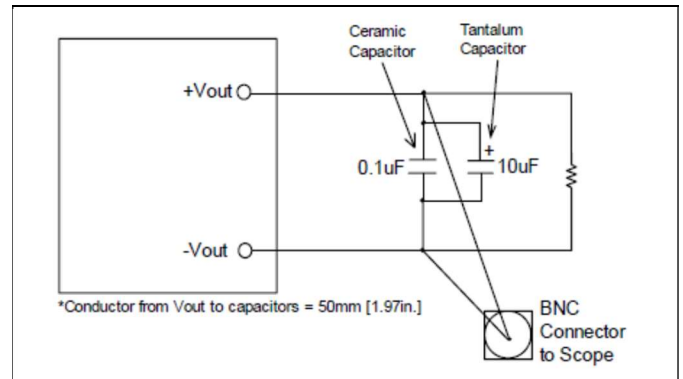 Ceramic
Capacitor
Tantalum
Capacitor
+Vout
+
0.1uF
10uF
-Vout
*Conductor from Vout to capacitors = 50mm [1.97in.]
BNC
Connector
to Scope